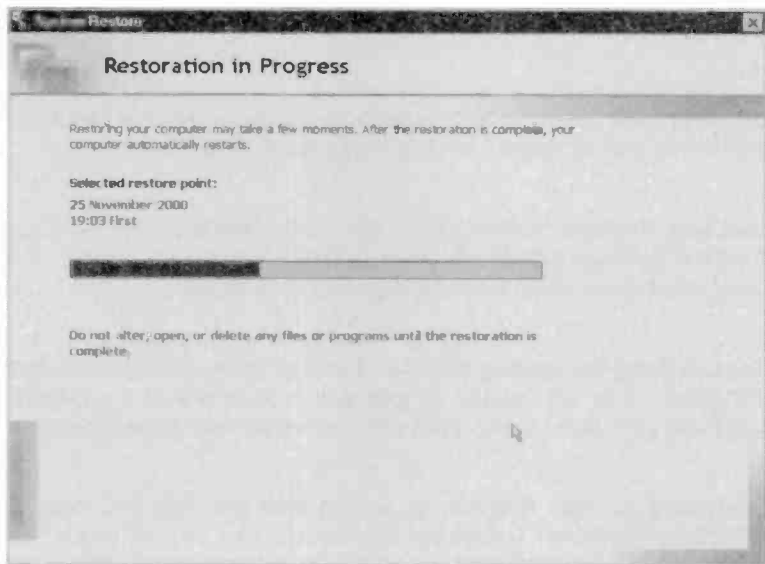 System Restore
Restoration in Progress
Restoring your computer may take a few moments. After the restoration is complete, your
computer automatically restarts.
Selected restore point:
25 November 2000
19:03 First
Do not alter, open, or delete any files or programs until the restoration is
complete.